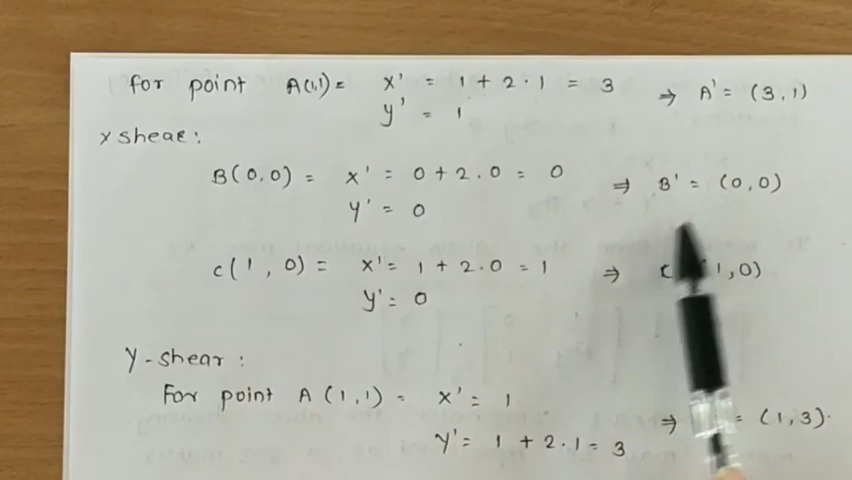 For point A(1,1) = x' = 1 + 2 · 1 = 3 ⇒ A' = (3,1)
y' = 1
x shear:
B(0,0) = x' = 0 + 2.0 = 0 ⇒ B' = (0,0)
y' = 0
C(1,0) = x' = 1 + 2.0 = 1 ⇒ 1,0)
y' = 0
Y-shear:
For point A(1,1) = x' = 1
y' = 1 + 2·1 = 3 ⇒ = (1,3).